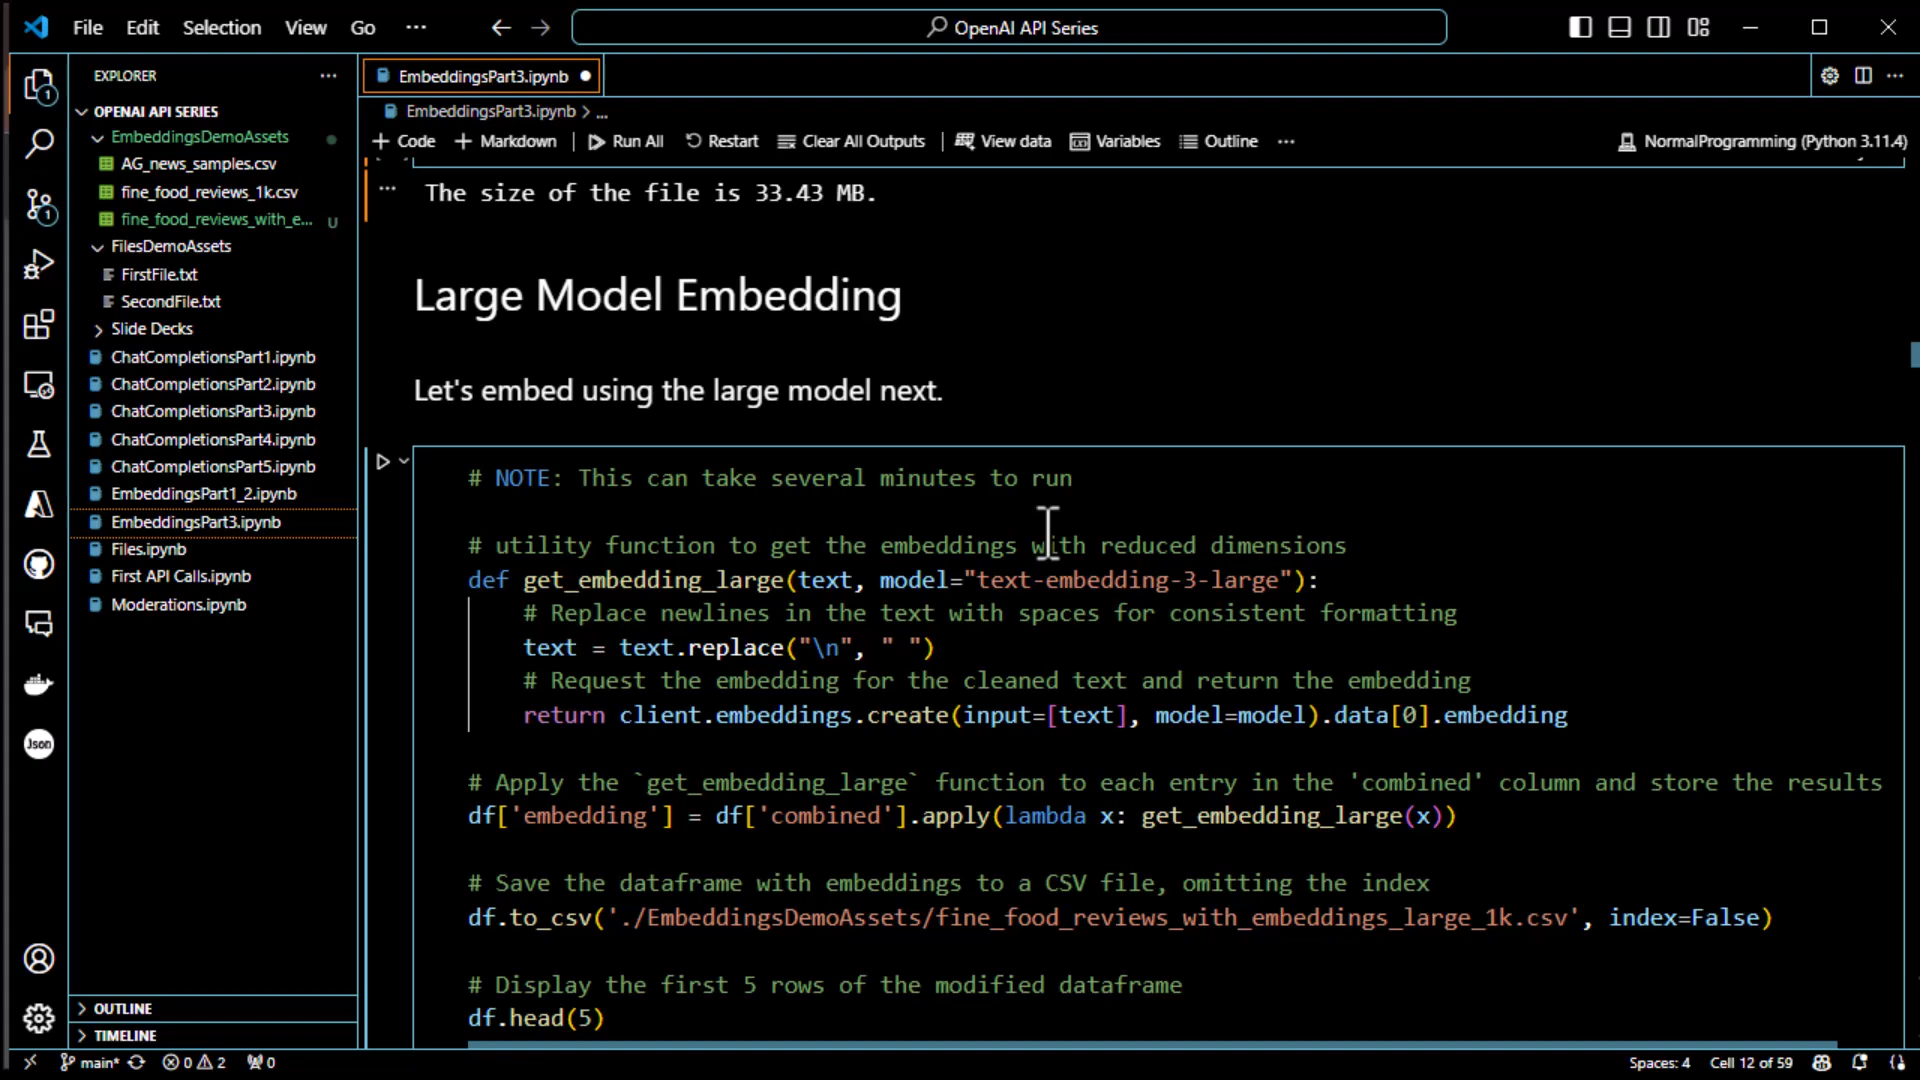 File Edit Selection View Go ··· OpenAI API Series
EXPLORER ···
OPENAI API SERIES
EmbeddingsDemoAssets
AG_news_samples.csv
fine_food_reviews_1k.csv
fine_food_reviews_with_e... U
FilesDemoAssets
FirstFile.txt
SecondFile.txt
Slide Decks
ChatCompletionsPart1.ipynb
ChatCompletionsPart2.ipynb
ChatCompletionsPart3.ipynb
ChatCompletionsPart4.ipynb
ChatCompletionsPart5.ipynb
EmbeddingsPart1_2.ipynb
EmbeddingsPart3.ipynb
Files.ipynb
First API Calls.ipynb
Moderations.ipynb
OUTLINE
TIMELINE
1
1
Json
EmbeddingsPart3.ipynb
EmbeddingsPart3.ipynb > ...
+ Code + Markdown Run All Restart Clear All Outputs View data Variables Outline ··· NormalProgramming (Python 3.11.4)
The size of the file is 33.43 MB.
Large Model Embedding
Let's embed using the large model next.
# NOTE: This can take several minutes to run
# utility function to get the embeddings with reduced dimensions
def get_embedding_large(text, model="text-embedding-3-large"):
# Replace newlines in the text with spaces for consistent formatting
text = text.replace("\n", " ")
# Request the embedding for the cleaned text and return the embedding
return client.embeddings.create(input=[text], model=model).data[0].embedding
# Apply the `get_embedding_large` function to each entry in the 'combined' column and store the results
df['embedding'] = df['combined'].apply(lambda x: get_embedding_large(x))
# Save the dataframe with embeddings to a CSV file, omitting the index
df.to_csv('./EmbeddingsDemoAssets/fine_food_reviews_with_embeddings_large_1k.csv', index=False)
# Display the first 5 rows of the modified dataframe
df.head(5)
main* 0 2 0 Spaces: 4 Cell 12 of 59